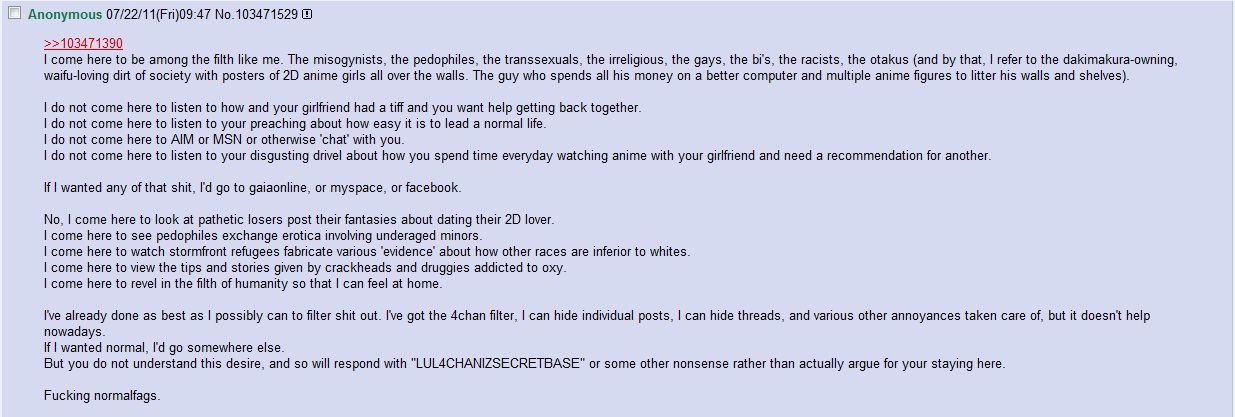 Anonymous 07/22/11(Fri)09:47 No.103471529
>>103471390
I come here to be among the filth like me. The misogynists, the pedophiles, the transsexuals, the irreligious, the gays, the bi's, the racists, the otakus (and by that, I refer to the dakimakura-owning,
waifu-loving dirt of society with posters of 2D anime girls all over the walls. The guy who spends all his money on a better computer and multiple anime figures to litter his walls and shelves).
I do not come here to listen to how and your girlfriend had a tiff and you want help getting back together.
I do not come here to listen to your preaching about how easy it is to lead a normal life.
I do not come here to AIM or MSN or otherwise 'chat' with you.
I do not come here to listen to your disgusting drivel about how you spend time everyday watching anime with your girlfriend and need a recommendation for another.
If I wanted any of that shit, I'd go to gaiaonline, or myspace, or facebook.
No, I come here to look at pathetic losers post their fantasies about dating their 2D lover.
I come here to see pedophiles exchange erotica involving underaged minors.
I come here to watch stormfront refugees fabricate various 'evidence' about how other races are inferior to whites.
I come here to view the tips and stories given by crackheads and druggies addicted to oxy.
I come here to revel in the filth of humanity so that I can feel at home.
I've already done as best as I possibly can to filter shit out. I've got the 4chan filter, I can hide individual posts, I can hide threads, and various other annoyances taken care of, but it doesn't help
nowadays.
If I wanted normal, I'd go somewhere else.
But you do not understand this desire, and so will respond with "LUL4CHANIZSECRETBASE" or some other nonsense rather than actually argue for your staying here.
Fucking normalfags.